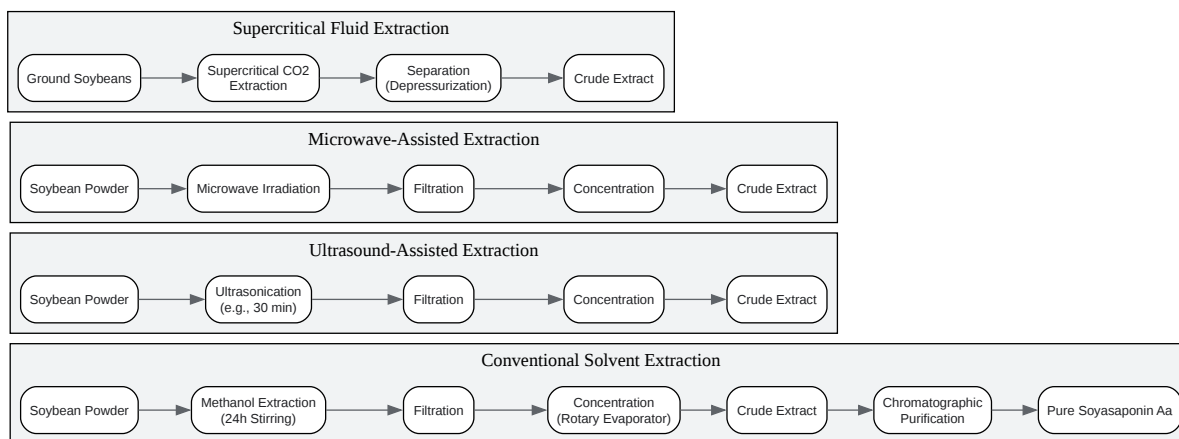 Supercritical Fluid Extraction
Ground Soybeans
Supercritical CO2
Extraction
Separation
(Depressurization)
Crude Extract
Microwave-Assisted Extraction
Soybean Powder
Microwave Irradiation
Filtration
Concentration
Crude Extract
Ultrasound-Assisted Extraction
Soybean Powder
Ultrasonication
(e.g., 30 min)
Filtration
Concentration
Crude Extract
Conventional Solvent Extraction
Soybean Powder
Methanol Extraction
(24h Stirring)
Filtration
Concentration
(Rotary Evaporator)
Crude Extract
Chromatographic
Purification
Pure Soyasaponin Aa